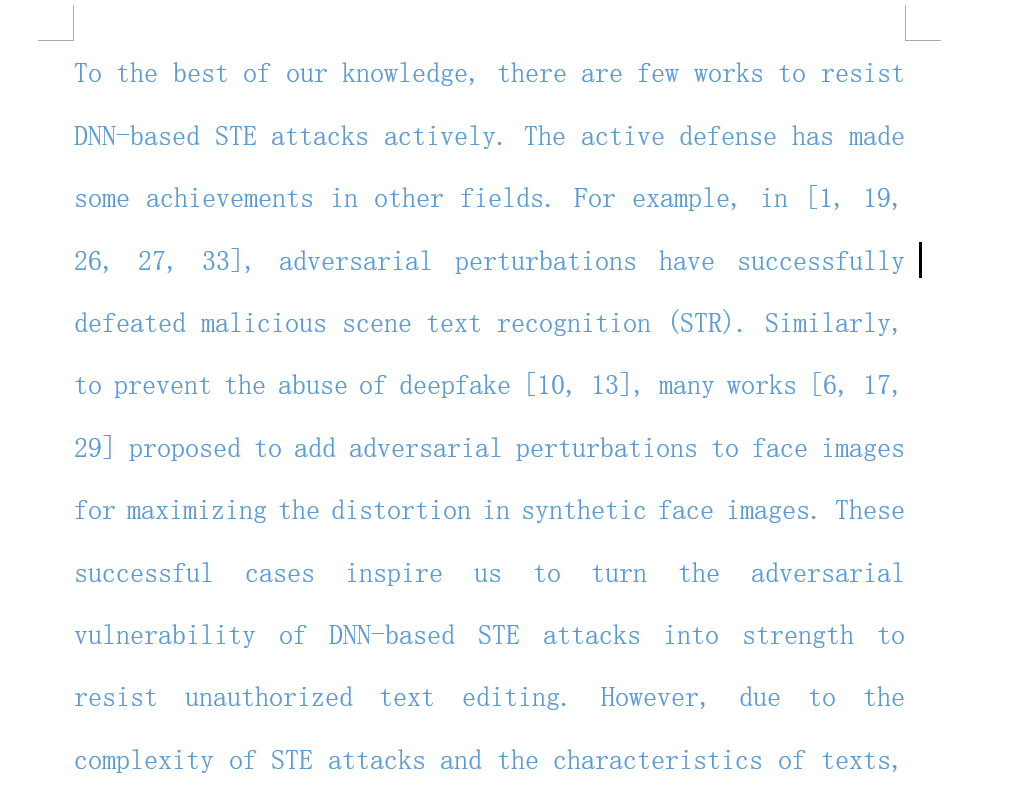 To the best of our knowledge, there are few works to resist
DNN-based STE attacks actively. The active defense has made
some achievements in other fields. For example, in [1, 19,
26, 27, 33], adversarial perturbations have successfully
defeated malicious scene text recognition (STR). Similarly,
to prevent the abuse of deepfake [10, 13], many works [6, 17,
29] proposed to add adversarial perturbations to face images
for maximizing the distortion in synthetic face images. These
successful cases inspire us to turn the adversarial
vulnerability of DNN-based STE attacks into strength to
resist unauthorized text editing. However, due to the
complexity of STE attacks and the characteristics of texts,